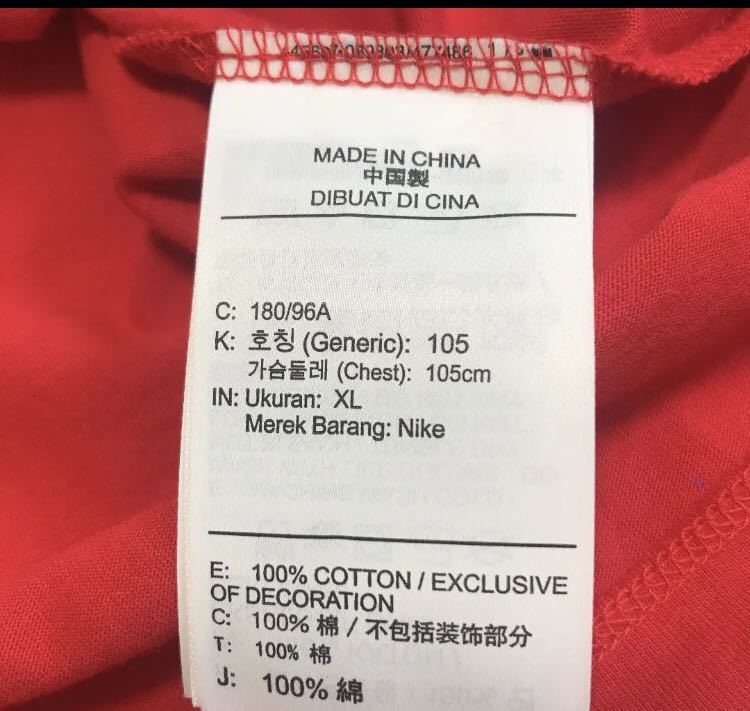 MADE IN CHINA
中国製
DIBUAT DI CINA
C: 180/96A
K: 호칭 (Generic): 105
가슴둘레 (Chest): 105cm
IN: Ukuran: XL
Merek Barang: Nike
E: 100% COTTON / EXCLUSIVE
OF DECORATION
C: 100% 棉 / 不包括装饰部分
T: 100% 棉
J: 100% 綿